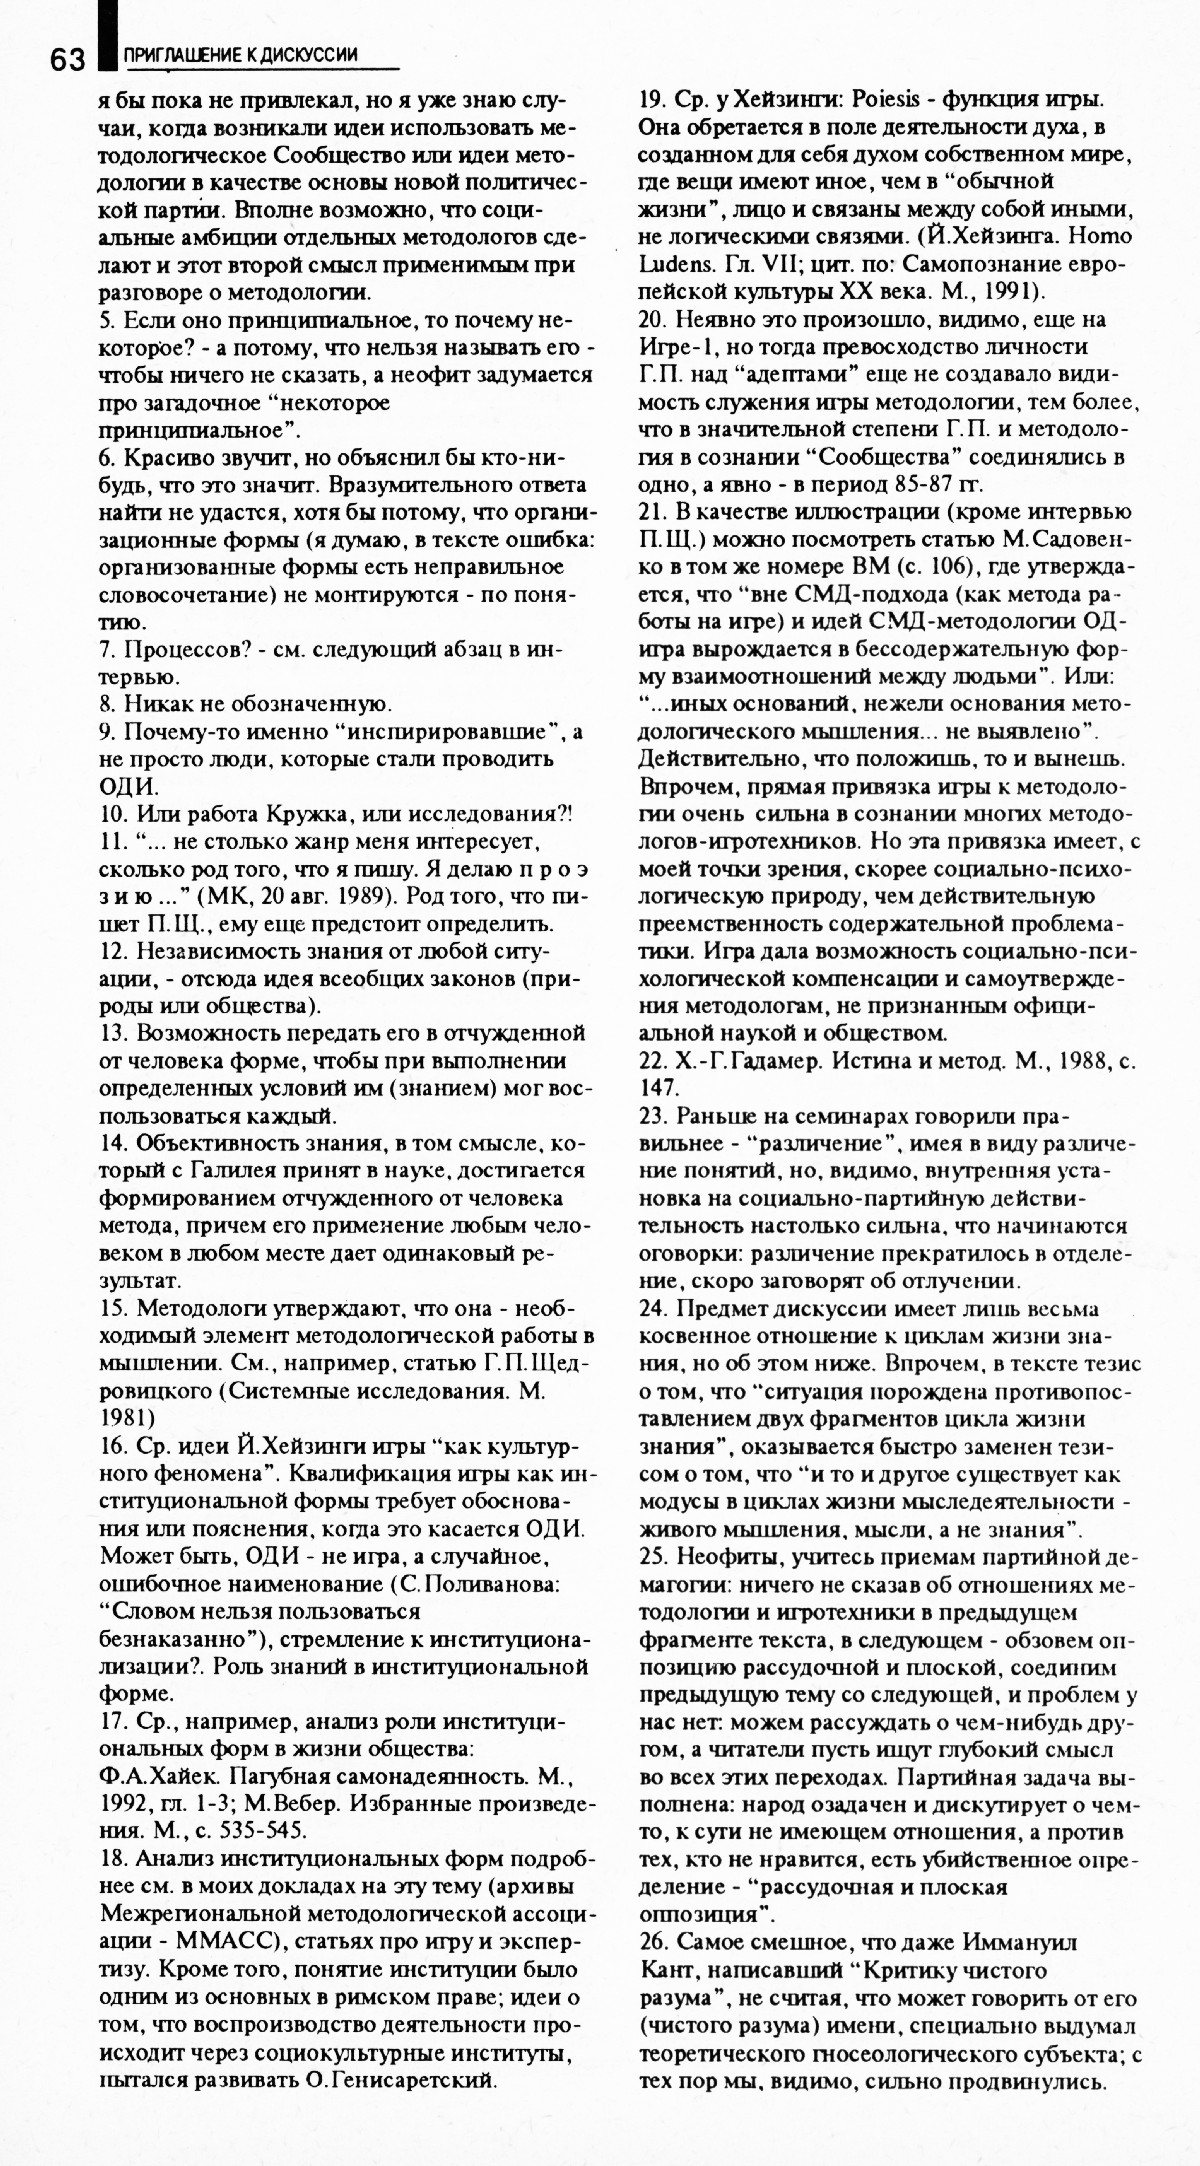 63
ПРИГЛАШЕНИЕ К ДИСКУССИИ
я бы пока не привлекал, но я уже знаю слу-
чаи, когда возникали идеи использовать ме-
тодологическое Сообщество или идеи мето-
дологии в качестве основы новой политичес-
кой партии. Вполне возможно, что соци-
альные амбиции отдельных методологов сде-
лают и этот второй смысл применимым при
разговоре о методологии.
5. Если оно принципиальное, то почему не-
которое? - а потому, что нельзя называть его -
чтобы ничего не сказать, а неофит задумается
про загадочное “некоторое
принципиальное”.
6. Красиво звучит, но объяснил бы кто-ни-
будь, что это значит. Вразумительного ответа
найти не удастся, хотя бы потому, что органи-
зационные формы (я думаю, в тексте ошибка:
организованные формы есть неправильное
словосочетание) не монтируются - по поня-
тию.
7. Процессов? - см. следующий абзац в ин-
тервью.
8. Никак не обозначенную.
9. Почему-то именно “инспирировавшие”, а
не просто люди, которые стали проводить
ОДИ.
10. Или работа Кружка, или исследования?!
11. “... не столько жанр меня интересует,
сколько род того, что я пишу. Я делаю п р о э
з и ю ...” (МК, 20 авг. 1989). Род того, что пи-
шет П.Щ., ему еще предстоит определить.
12. Независимость знания от любой ситу-
ации, - отсюда идея всеобщих законов (при-
роды или общества).
13. Возможность передать его в отчужденной
от человека форме, чтобы при выполнении
определенных условий им (знанием) мог вос-
пользоваться каждый.
14. Объективность знания, в том смысле, ко-
торый с Галилея принят в науке, достигается
формированием отчужденного от человека
метода, причем его применение любым чело-
веком в любом месте дает одинаковый ре-
зультат.
15. Методологи утверждают, что она - необ-
ходимый элемент методологической работы в
мышлении. См., например, статью Г.П.Щед-
ровицкого (Системные исследования. М.
1981)
16. Ср. идеи Й.Хейзинги игры “как культур-
ного феномена”. Квалификация игры как ин-
ституциональной формы требует обоснова-
ния или пояснения, когда это касается ОДИ.
Может быть, ОДИ - не игра, а случайное,
ошибочное наименование (С.Поливанова:
“Словом нельзя пользоваться
безнаказанно”), стремление к институциона-
лизации?. Роль знаний в институциональной
форме.
17. Ср., например, анализ роли институци-
ональных форм в жизни общества:
Ф.А.Хайек. Пагубная самонадеянность. М.,
1992, гл. 1-3; М.Вебер. Избранные произведе-
ния. М., с. 535-545.
18. Анализ институциональных форм подроб-
нее см. в моих докладах на эту тему (архивы
Межрегиональной методологической ассоци-
ации - ММАСС), статьях про игру и экспер-
тизу. Кроме того, понятие институции было
одним из основных в римском праве; идеи о
том, что воспроизводство деятельности про-
исходит через социокультурные институты,
пытался развивать О.Генисаретский.
19. Ср. у Хейзинги: Poiesis - функция игры.
Она обретается в поле деятельности духа, в
созданном для себя духом собственном мире,
где вещи имеют иное, чем в “обычной
жизни”, лицо и связаны между собой иными,
не логическими связями. (Й.Хейзинга. Homo
Ludens. Гл. VII; цит. по: Самопознание евро-
пейской культуры XX века. М., 1991).
20. Неявно это произошло, видимо, еще на
Игре-1, но тогда превосходство личности
Г.П. над “адептами” еще не создавало види-
мость служения игры методологии, тем более,
что в значительной степени Г.П. и методоло-
гия в сознании “Сообщества” соединялись в
одно, а явно - в период 85-87 гг.
21. В качестве иллюстрации (кроме интервью
П.Щ.) можно посмотреть статью М.Садовен-
ко в том же номере ВМ (с. 106), где утвержда-
ется, что “вне СМД-подхода (как метода ра-
боты на игре) и идей СМД-методологии ОД-
игра вырождается в бессодержательную фор-
му взаимоотношений между людьми”. Или:
“...иных оснований, нежели основания мето-
дологического мышления... не выявлено”.
Действительно, что положишь, то и вынешь.
Впрочем, прямая привязка игры к методоло-
гии очень сильна в сознании многих методо-
логов-игротехников. Но эта привязка имеет, с
моей точки зрения, скорее социально-психо-
логическую природу, чем действительную
преемственность содержательной проблема-
тики. Игра дала возможность социально-пси-
хологической компенсации и самоутвержде-
ния методологам, не признанным офици-
альной наукой и обществом.
22. Х.-Г.Гадамер. Истина и метод. М., 1988, с.
147.
23. Раньше на семинарах говорили пра-
вильнее - “различение”, имея в виду различе-
ние понятий, но, видимо, внутренняя уста-
новка на социально-партийную действи-
тельность настолько сильна, что начинаются
оговорки: различение прекратилось в отделе-
ние, скоро заговорят об отлучении.
24. Предмет дискуссии имеет лишь весьма
косвенное отношение к циклам жизни зна-
ния, но об этом ниже. Впрочем, в тексте тезис
о том, что “ситуация порождена противопос-
тавлением двух фрагментов цикла жизни
знания”, оказывается быстро заменен тези-
сом о том, что “и то и другое существует как
модусы в циклах жизни мыследеятельности -
живого мышления, мысли, а не знания”.
25. Неофиты, учитесь приемам партийной де-
магогии: ничего не сказав об отношениях ме-
тодологии и игротехники в предыдущем
фрагменте текста, в следующем - обзовем оп-
позицию рассудочной и плоской, соединим
предыдущую тему со следующей, и проблем у
нас нет: можем рассуждать о чем-нибудь дру-
гом, а читатели пусть ищут глубокий смысл
во всех этих переходах. Партийная задача вы-
полнена: народ озадачен и дискутирует о чем-
то, к сути не имеющем отношения, а против
тех, кто не нравится, есть убийственное опре-
деление - “рассудочная и плоская
оппозиция”.
26. Самое смешное, что даже Иммануил
Кант, написавший “Критику чистого
разума”, не считая, что может говорить от его
(чистого разума) имени, специально выдумал
теоретического гносеологического субъекта; с
тех пор мы, видимо, сильно продвинулись.